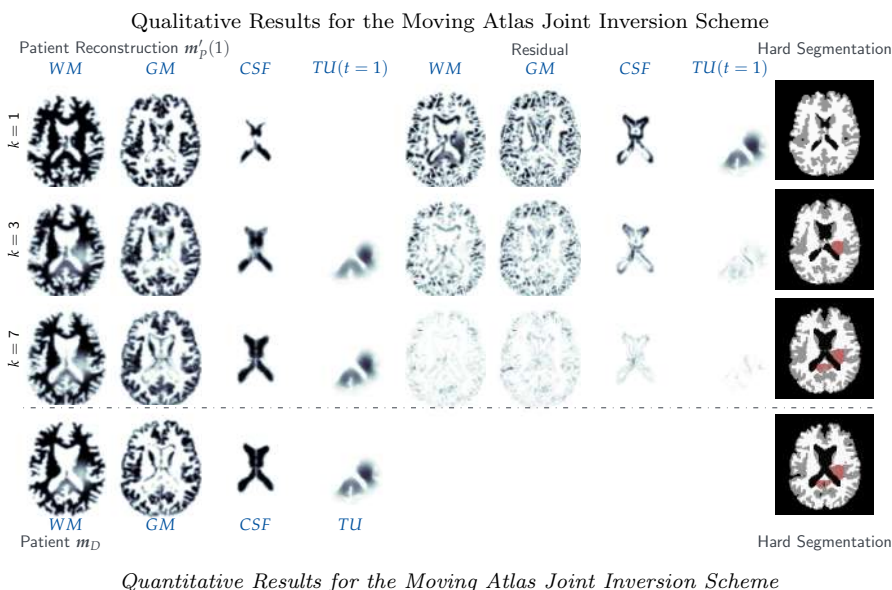 Qualitative Results for the Moving Atlas Joint Inversion Scheme
Patient Reconstruction m′P(1) Residual Hard Segmentation
WM GM CSF TU(t = 1) WM GM CSF TU(t = 1)
k = 1
k = 3
k = 7
WM GM CSF TU
Patient mD Hard Segmentation
Quantitative Results for the Moving Atlas Joint Inversion Scheme